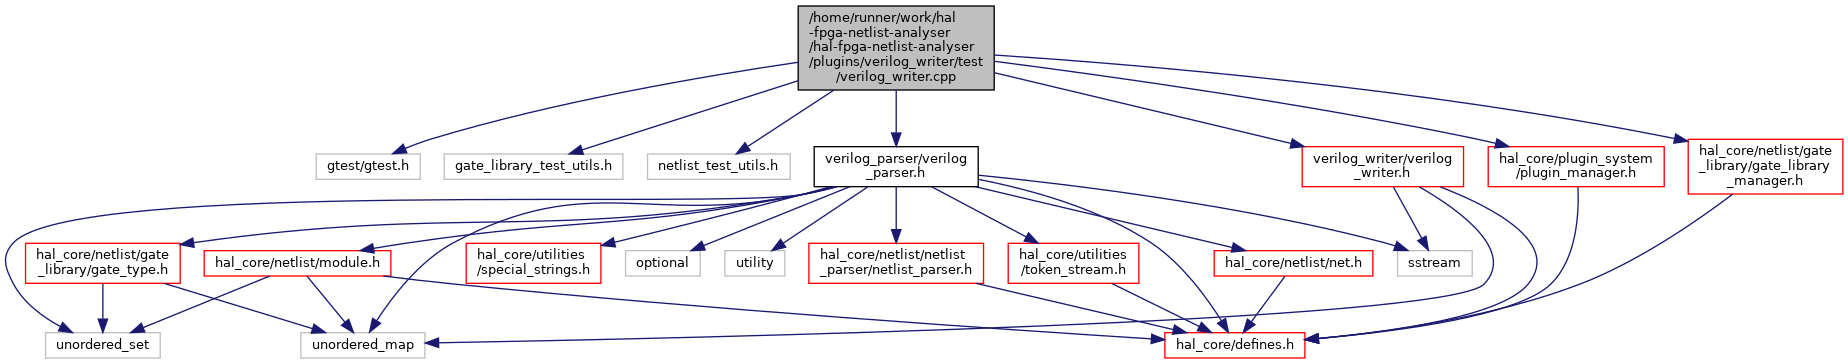 /home/runner/work/hal
-fpga-netlist-analyser
/hal-fpga-netlist-analyser
/plugins/verilog_writer/test
/verilog_writer.cpp
gtest/gtest.h
gate_library_test_utils.h
netlist_test_utils.h
verilog_parser/verilog
_parser.h
verilog_writer/verilog
_writer.h
hal_core/plugin_system
/plugin_manager.h
hal_core/netlist/gate
_library/gate_library
_manager.h
hal_core/netlist/gate
_library/gate_type.h
hal_core/netlist/module.h
hal_core/utilities
/special_strings.h
optional
utility
hal_core/netlist/netlist
_parser/netlist_parser.h
hal_core/utilities
/token_stream.h
hal_core/netlist/net.h
sstream
unordered_set
unordered_map
hal_core/defines.h